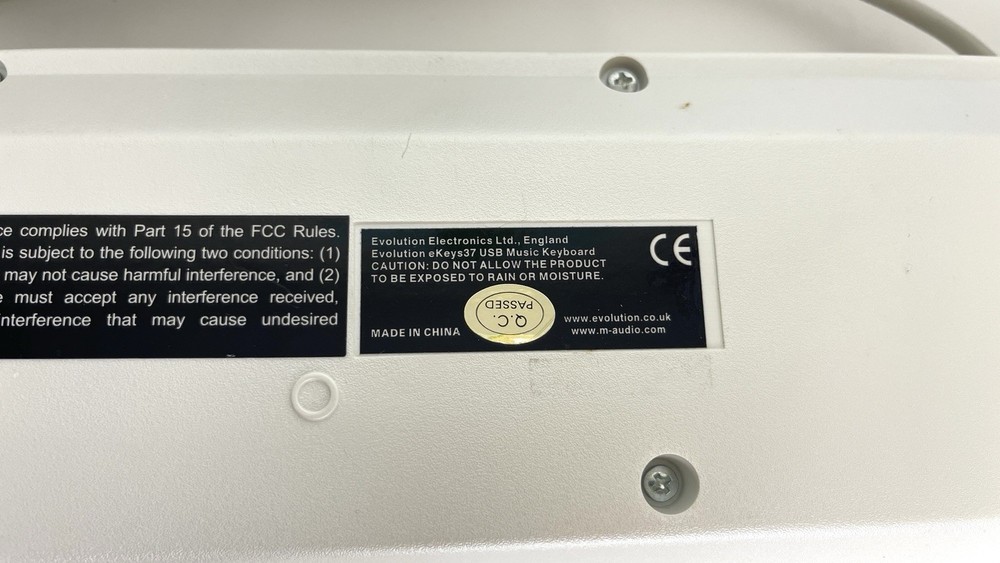 ce complies with Part 15 of the FCC Rules.
is subject to the following two conditions: (1)
may not cause harmful interference, and (2)
must accept any interference received,
interference that may cause undesired
Evolution Electronics Ltd., England
Evolution eKeys37 USB Music Keyboard
CAUTION: DO NOT ALLOW THE PRODUCT
TO BE EXPOSED TO RAIN OR MOISTURE.
CE
Q.C.
PASSED
MADE IN CHINA
www.evolution.co.uk
www.m-audio.com